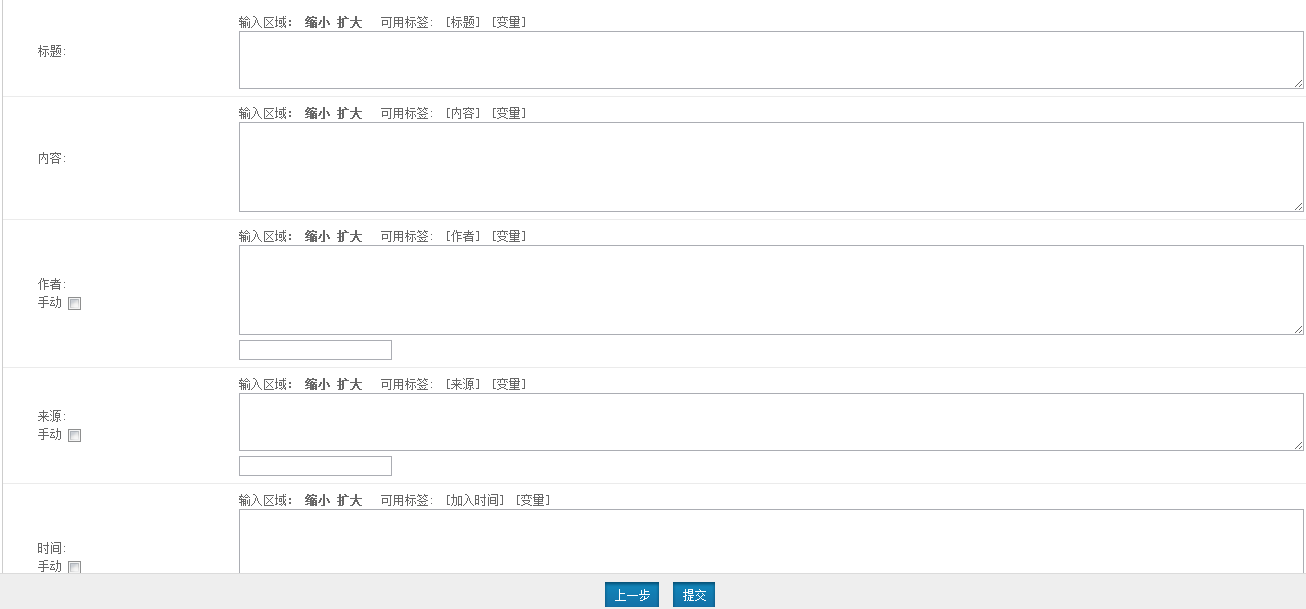 输入区域： 缩小 扩大 可用标签: [标题] [变量]
标题:
输入区域： 缩小 扩大 可用标签: [内容] [变量]
内容:
输入区域： 缩小 扩大 可用标签: [作者] [变量]
作者:
手动
输入区域： 缩小 扩大 可用标签: [来源] [变量]
来源:
手动
输入区域： 缩小 扩大 可用标签: [加入时间] [变量]
时间:
手动
上一步 提交